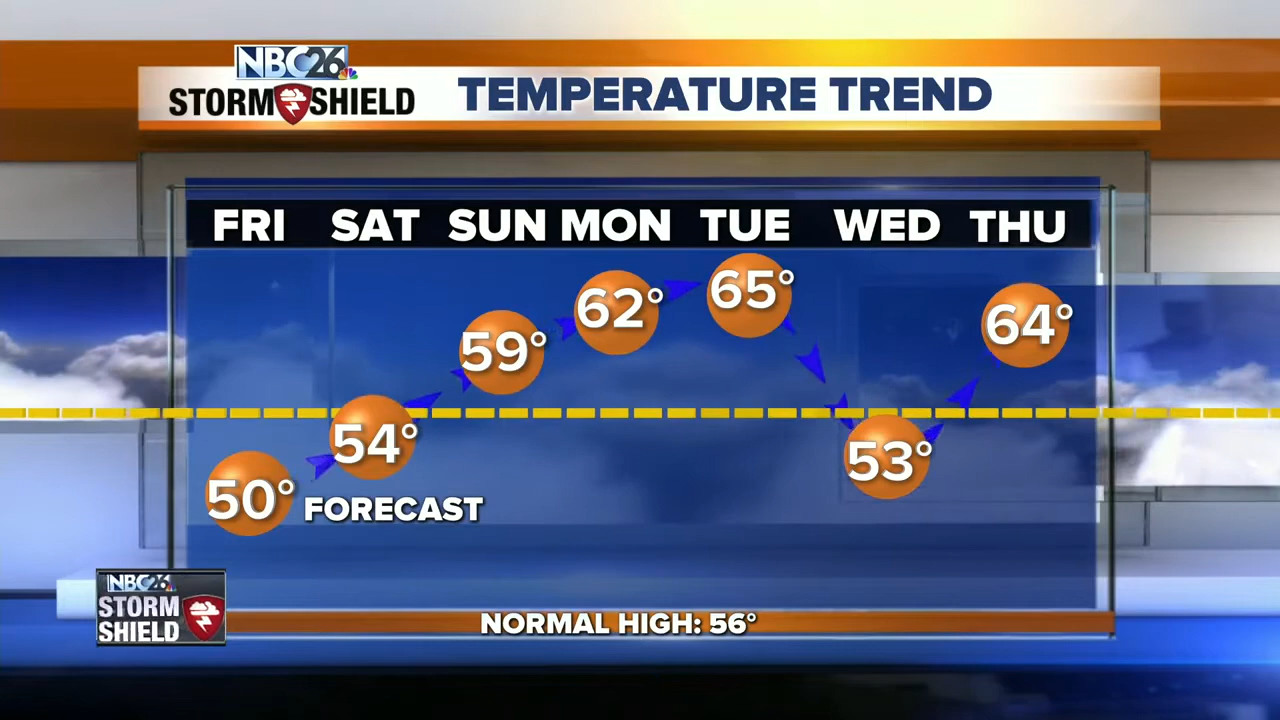 NBC26
STORM SHIELD
TEMPERATURE TREND
FRI SAT SUN MON TUE WED THU
50° 54° 59° 62° 65° 53° 64°
FORECAST
NBC26
STORM
SHIELD
NORMAL HIGH: 56°